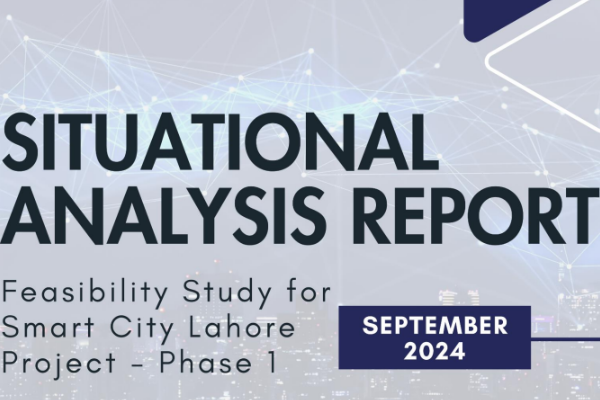 SITUATIONAL
ANALYSIS REPORT
Feasibility Study for
Smart City Lahore
Project - Phase 1
SEPTEMBER
2024